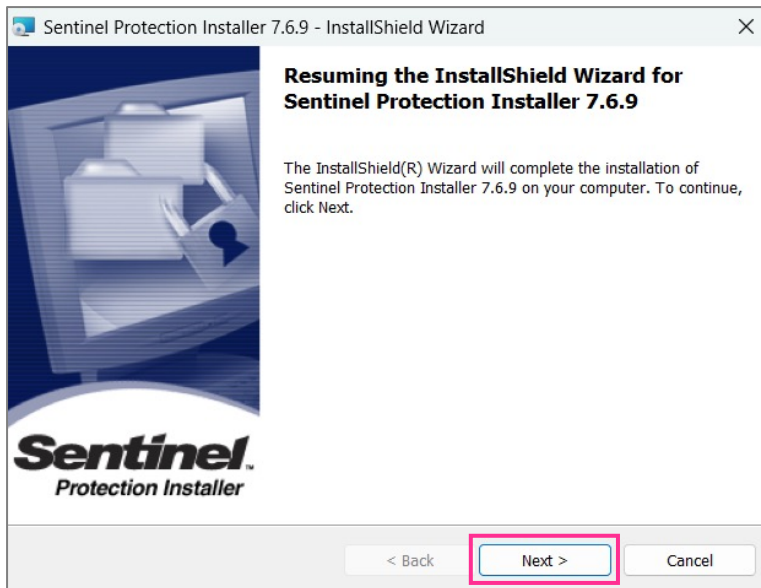 Sentinel Protection Installer 7.6.9 - InstallShield Wizard
Resuming the InstallShield Wizard for
Sentinel Protection Installer 7.6.9
The InstallShield(R) Wizard will complete the installation of
Sentinel Protection Installer 7.6.9 on your computer. To continue,
click Next.
Sentinel™
Protection Installer
< Back
Next >
Cancel